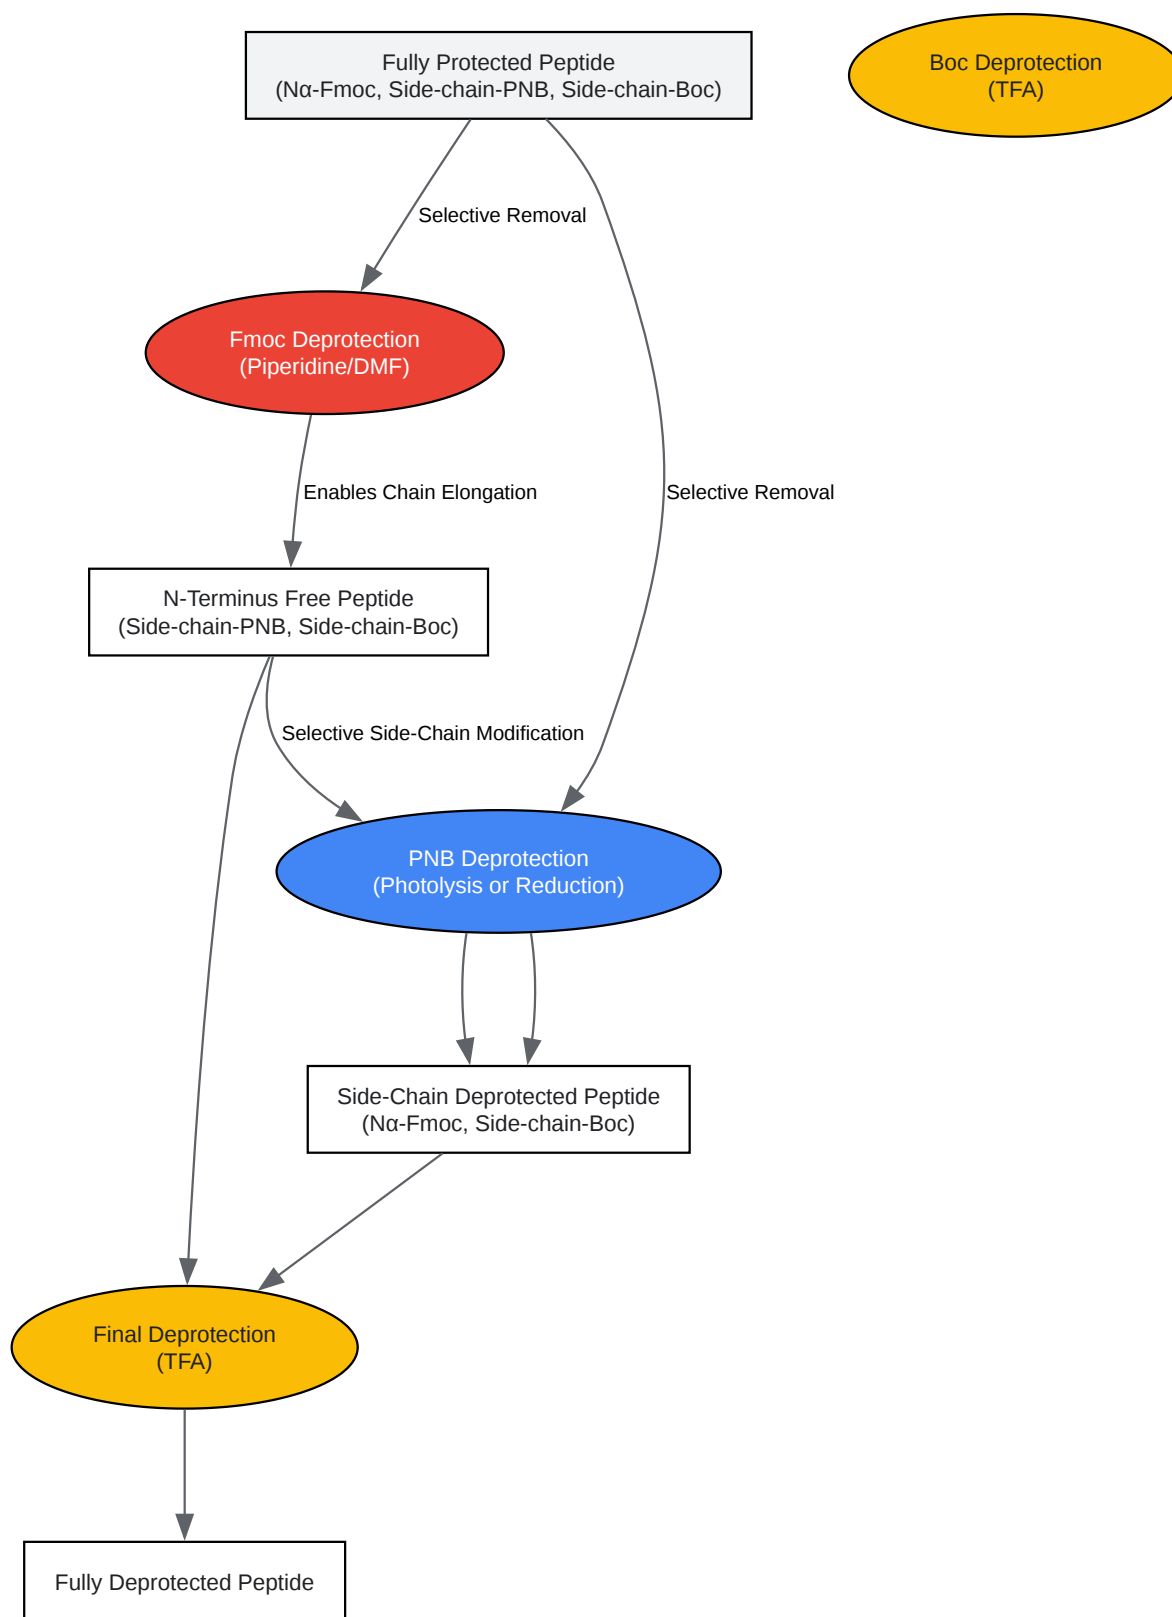 Fully Protected Peptide
(Nα-Fmoc, Side-chain-PNB, Side-chain-Boc)
Boc Deprotection
(TFA)
Selective Removal
Fmoc Deprotection
(Piperidine/DMF)
Enables Chain Elongation
Selective Removal
N-Terminus Free Peptide
(Side-chain-PNB, Side-chain-Boc)
Selective Side-Chain Modification
PNB Deprotection
(Photolysis or Reduction)
Side-Chain Deprotected Peptide
(Nα-Fmoc, Side-chain-Boc)
Final Deprotection
(TFA)
Fully Deprotected Peptide